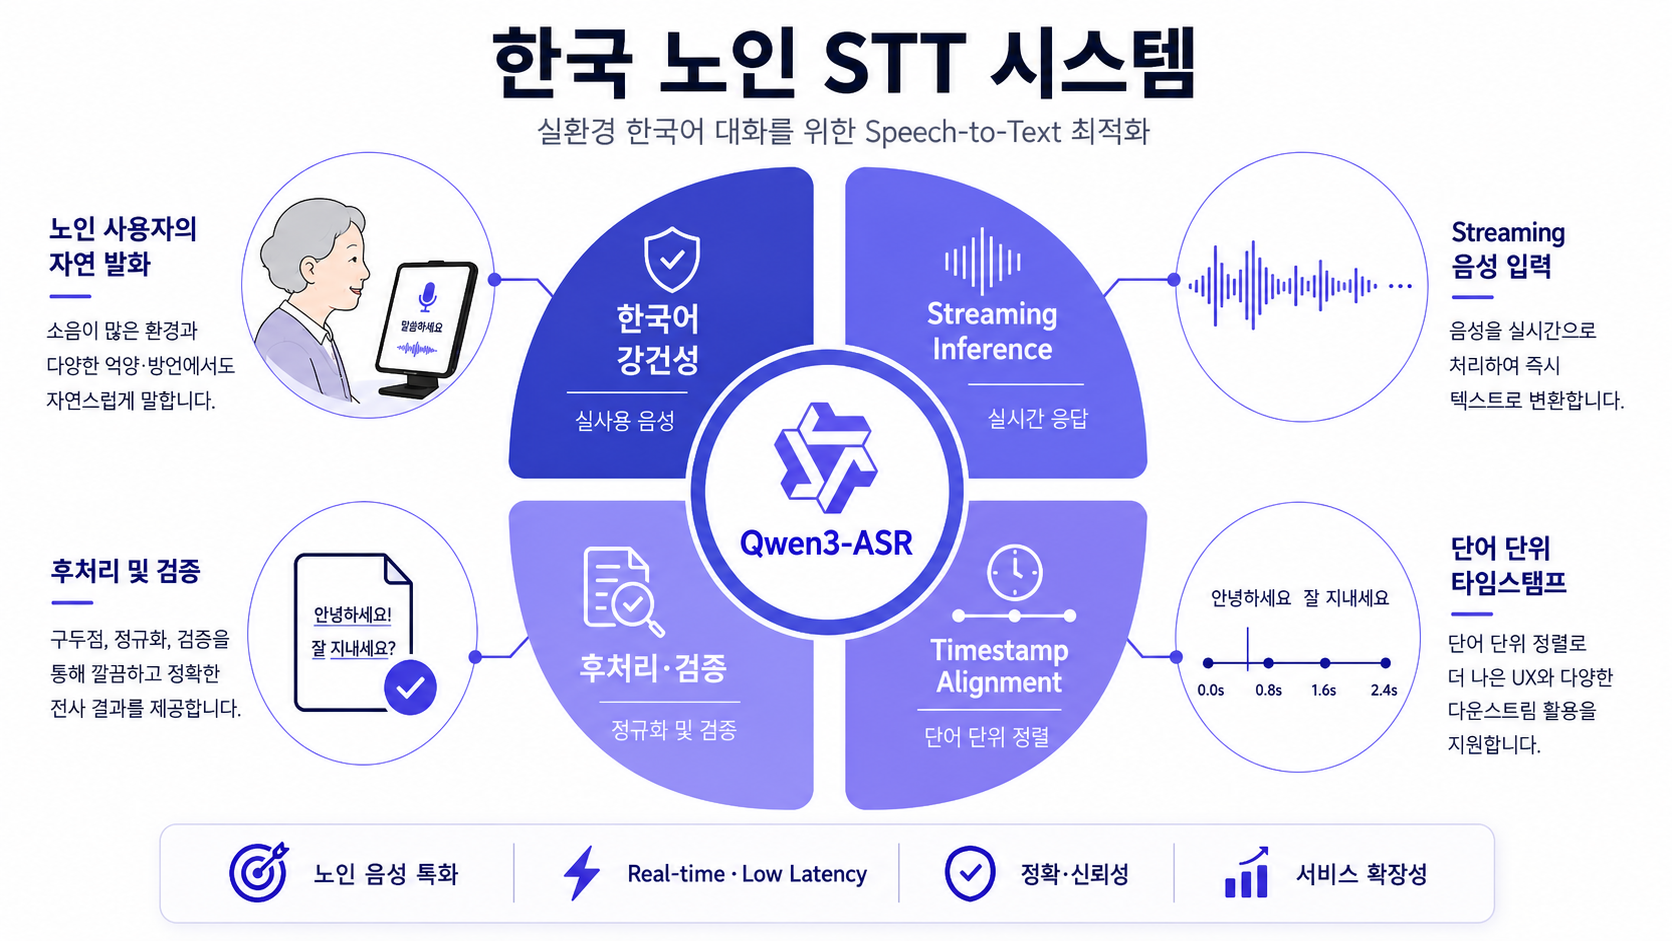 한국 노인 STT 시스템
실환경 한국어 대화를 위한 Speech-to-Text 최적화
노인 사용자의
자연 발화
소음이 많은 환경과
다양한 억양·방언에서도
자연스럽게 말합니다.
말씀하세요
한국어
강건성
실사용 음성
Streaming
Inference
실시간 응답
Streaming
음성 입력
음성을 실시간으로
처리하여 즉시
텍스트로 변환합니다.
Qwen3-ASR
후처리 및 검증
구두점, 정규화, 검증을
통해 깔끔하고 정확한
전사 결과를 제공합니다.
안녕하세요!
잘 지내세요?
후처리·검증
정규화 및 검증
Timestamp
Alignment
단어 단위 정렬
안녕하세요 잘 지내세요
0.0s 0.8s 1.6s 2.4s
단어 단위
타임스탬프
단어 단위 정렬로
더 나은 UX와 다양한
다운스트림 활용을
지원합니다.
노인 음성 특화
Real-time · Low Latency
정확·신뢰성
서비스 확장성